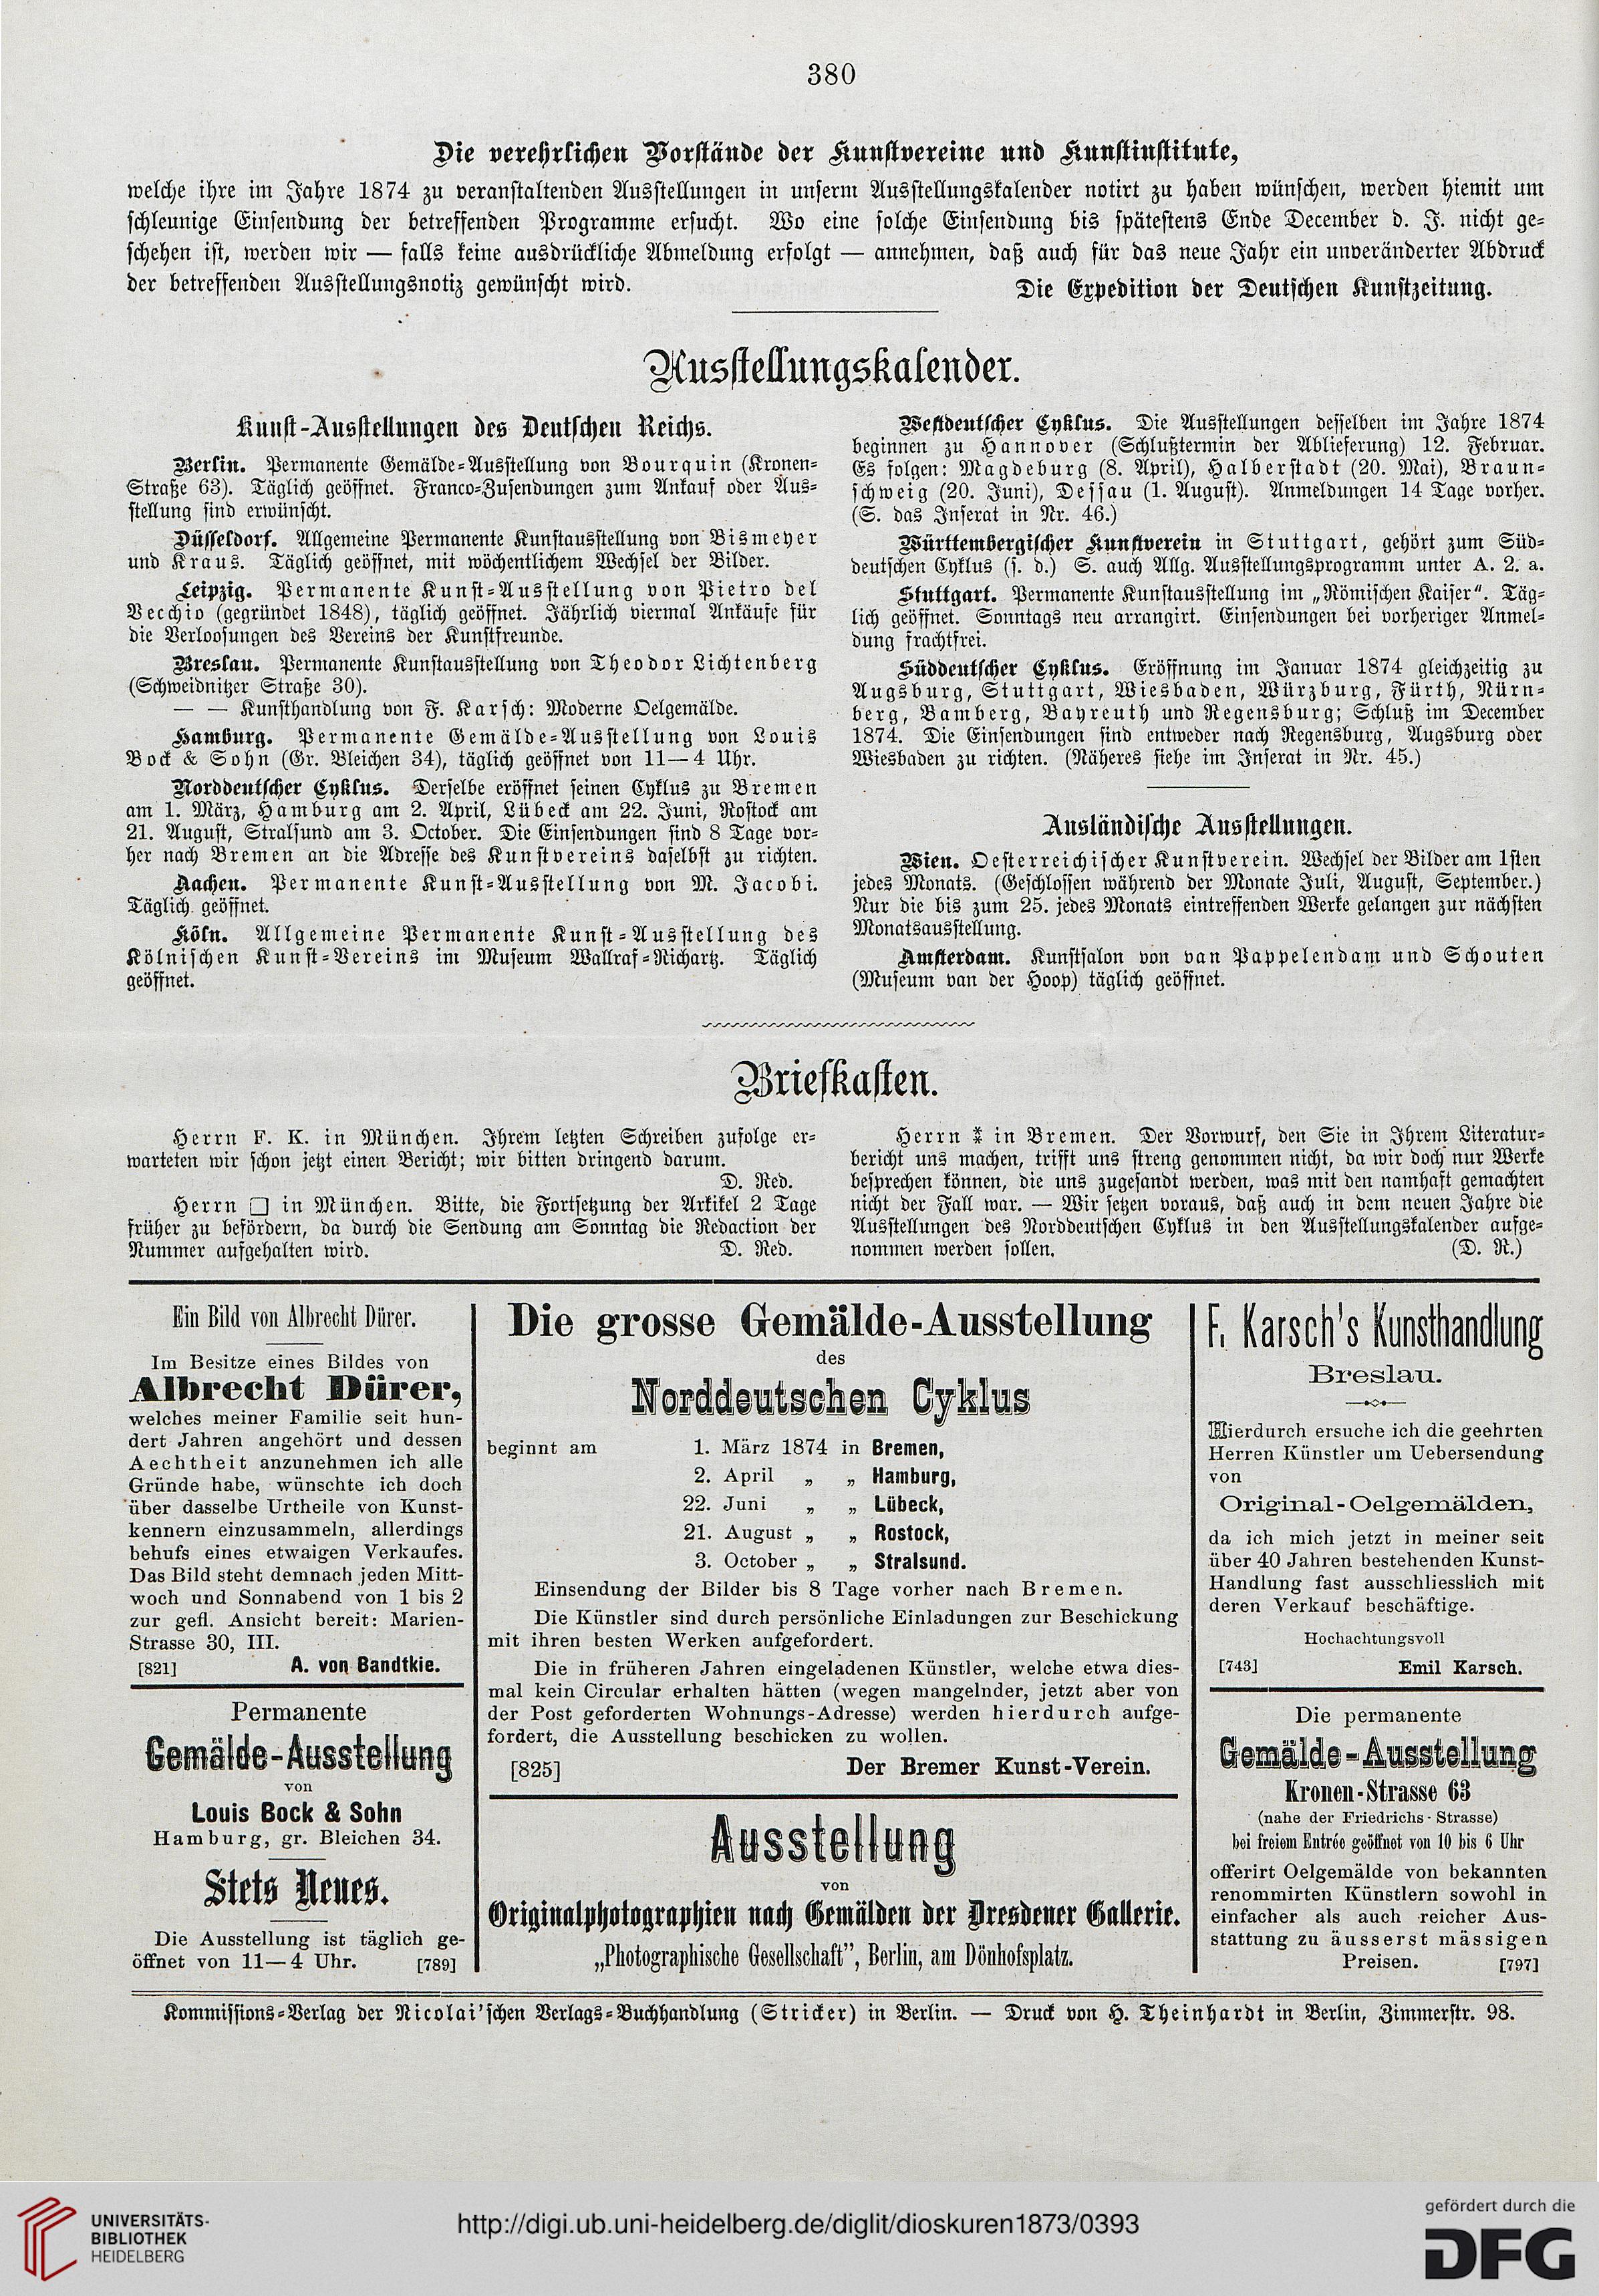 380
Die verehrlichen Vorstände der Kunstvereine und Kunstinstitute,
welche ihre im Jahre 1874 zu veranstaltenden Ausstellungen in unserm Ausstellungskalender notirt zu haben wünschen, werden hiemit um
schleunige Einsendung der betreffenden Programme ersucht. Wo eine solche Einsendung bis spätestens Ende December d. J. nicht ge-
schehen ist, werden wir — falls keine ausdrückliche Abmeldung erfolgt — annehmen, daß auch für das neue Jahr ein unveränderter Abdruck
der betreffenden Ausstellungsnotiz gewünscht wird.
Die Expedition der Deutschen Kunstzeitung.
Ausstellungskalender.
Kunst-Ausstellungen des Deutschen Reichs.
Berlin. Permanente Gemälde-Ausstellung von Bourquin (Kronen-
Straße 63). Täglich geöffnet. Franco-Zusendungen zum Ankauf oder Aus-
stellung sind erwünscht.
Düsseldorf. Allgemeine Permanente Kunstausstellung von Bismeyer
und Kraus. Täglich geöffnet, mit wöchentlichem Wechsel der Bilder.
Leipzig. Permanente Kunst-Ausstellung von Pietro del
Vecchio (gegründet 1848), täglich geöffnet. Jährlich viermal Ankäufe für
die Verloosungen des Vereins der Kunstfreunde.
Breslau. Permanente Kunstausstellung von Theodor Lichtenberg
(Schweidnitzer Straße 30).
— — Kunsthandlung von F. Karsch: Moderne Oelgemälde.
Hamburg. Permanente Gemälde-Ausstellung von Louis
Bock & Sohn (Gr. Bleichen 34), täglich geöffnet von 11—4 Uhr.
Norddeutscher Cyklus. Derselbe eröffnet seinen Cyklus zu Bremen
am 1. März, Hamburg am 2. April, Lübeck am 22. Juni, Rostock am
21. August, Stralsund am 3. October. Die Einsendungen sind 8 Tage vor-
her nach Bremen an die Adresse des Kunstvereins daselbst zu richten.
Aachen. Permanente Kunst-Ausstellung von M. Jacobi.
Täglich geöffnet.
Köln. Allgemeine Permanente Kunst-Ausstellung des
Kölnischen Kunst-Vereins im Museum Wallraf-Richartz. Täglich
geöffnet.
Westdeutscher Cyklus. Die Ausstellungen desselben im Jahre 1874
beginnen zu Hannover (Schlußtermin der Ablieferung) 12. Februar.
Es folgen: Magdeburg (8. April), Halberstadt (20. Mai), Braun-
schweig (20. Juni), Dessau (1. August). Anmeldungen 14 Tage vorher.
(S. das Inserat in Nr. 46.)
Württembergischer Kunstverein in Stuttgart, gehört zum Süd-
deutschen Cyklus (s. d.) S. auch Allg. Ausstellungsprogramm unter A. 2. a.
Stuttgart. Permanente Kunstausstellung im „Römischen Kaiser". Täg-
lich geöffnet. Sonntags neu arrangirt. Einsendungen bei vorheriger Anmel-
dung frachtfrei.
Süddeutscher Cyklus. Eröffnung im Januar 1874 gleichzeitig zu
Augsburg, Stuttgart, Wiesbaden, Würzburg, Fürth, Nürn-
berg, Bamberg, Bayreuth und Regensburg; Schluß im December
1874. Die Einsendungen sind entweder nach Regensburg, Augsburg oder
Wiesbaden zu richten. (Näheres siehe im Inserat in Nr. 45.)
Ausländische Ausstellungen.
Wien. Oesterreichischer Kunstverein. Wechsel der Bilder am 1sten
jedes Monats. (Geschlossen während der Monate Juli, August, September.)
Nur die bis zum 25. jedes Monats eintreffenden Werke gelangen zur nächsten
Monatsausstellung.
Amsterdam. Kunstsalon von van Pappelendam und Schouten
(Museum van der Hoop) täglich geöffnet.
Briefkasten.
Herrn F. K. in München. Ihrem letzten Schreiben zufolge er-
warteten wir schon jetzt einen Bericht; wir bitten dringend darum.
D. Red.
Herrn □ in München. Bitte, die Fortsetzung der Artikel 2 Tage
früher zu befördern, da durch die Sendung am Sonntag die Redaction der
Nummer aufgehalten wird. D. Red.
Herrn ⁑ in Bremen. Der Vorwurf, den Sie in Ihrem Literatur-
bericht uns machen, trifft uns streng genommen nicht, da wir doch nur Werke
besprechen können, die uns zugesandt werden, was mit den namhaft gemachten
nicht der Fall war. — Wir setzen voraus, daß auch in dem neuen Jahre die
Ausstellungen des Norddeutschen Cyklus in den Ausstellungskalender aufge-
nommen werden sollen. (D. R.)
Ein Bild von Albrecht Dürer.
Im Besitze eines Bildes von
Albrecht Dürer,
welches meiner Familie seit hun-
dert Jahren angehört und dessen
Aechtheit anzunehmen ich alle
Gründe habe, wünschte ich doch
über dasselbe Urtheile von Kunst-
kennern einzusammeln, allerdings
behufs eines etwaigen Verkaufes.
Das Bild steht demnach jeden Mitt-
woch und Sonnabend von 1 bis 2
zur gefl. Ansicht bereit: Marien-
Strasse 30, III.
[821] A. von Bandtkie.
Permanente
Gemälde-Ausstellung
von
Louis Bock & Sohn
Hamburg, gr. Bleichen 34.
Stets Neues.
Die Ausstellung ist täglich ge-
öffnet von 11—4 Uhr. [789]
Die grosse Gemälde-Ausstellung
des
Norddeutschen Cyklus
beginnt am 1. März 1874 in Bremen,
2. April „ „ Hamburg,
22. Juni „ „ Lübeck,
21. August „ „ Rostock,
3. October „ „ Stralsund.
Einsendung der Bilder bis 8 Tage vorher nach Bremen.
Die Künstler sind durch persönliche Einladungen zur Beschickung
mit ihren besten Werken aufgefordert.
Die in früheren Jahren eingeladenen Künstler, welche etwa dies-
mal kein Circular erhalten hätten (wegen mangelnder, jetzt aber von
der Post geforderten Wohnungs-Adresse) werden hierdurch aufge-
fordert, die Ausstellung beschicken zu wollen.
[825] Der Bremer Kunst-Verein.
Ausstellung
von
Originalphotographien nach Gemälden der Dresdener Gallerie.
„Photographische Gesellschaft”, Berlin, am Dönhofsplatz.
F. Karsch's Kunsthandlung
Breslau.
Hierdurch ersuche ich die geehrten
Herren Künstler um Uebersendung
von
Original-Oelgemälden,
da ich mich jetzt in meiner seit
über 40 Jahren bestehenden Kunst-
Handlung fast ausschliesslich mit
deren Verkauf beschäftige.
Hochachtungsvoll
[743] Emil Karsch.
Die permanente
Gemälde-Ausstellung
Kronen-Strasse 63
(nahe der Friedrichs-Strasse)
bei freiem Entrée geöffnet von 10 bis 6 Uhr
offerirt Oelgemälde von bekannten
renommirten Künstlern sowohl in
einfacher als auch reicher Aus-
stattung zu äusserst mässigen
Preisen. [797]
Kommissions-Verlag der Nicolai'schen Verlags-Buchhandlung (Stricker) in Berlin. — Druck von H. Theinhardt in Berlin, Zimmerstr. 98.
UNIVERSITÄTS-
BIBLIOTHEK
HEIDELBERG
http://digi.ub.uni-heidelberg.de/diglit/dioskuren1873/0393
gefördert durch die
DFG